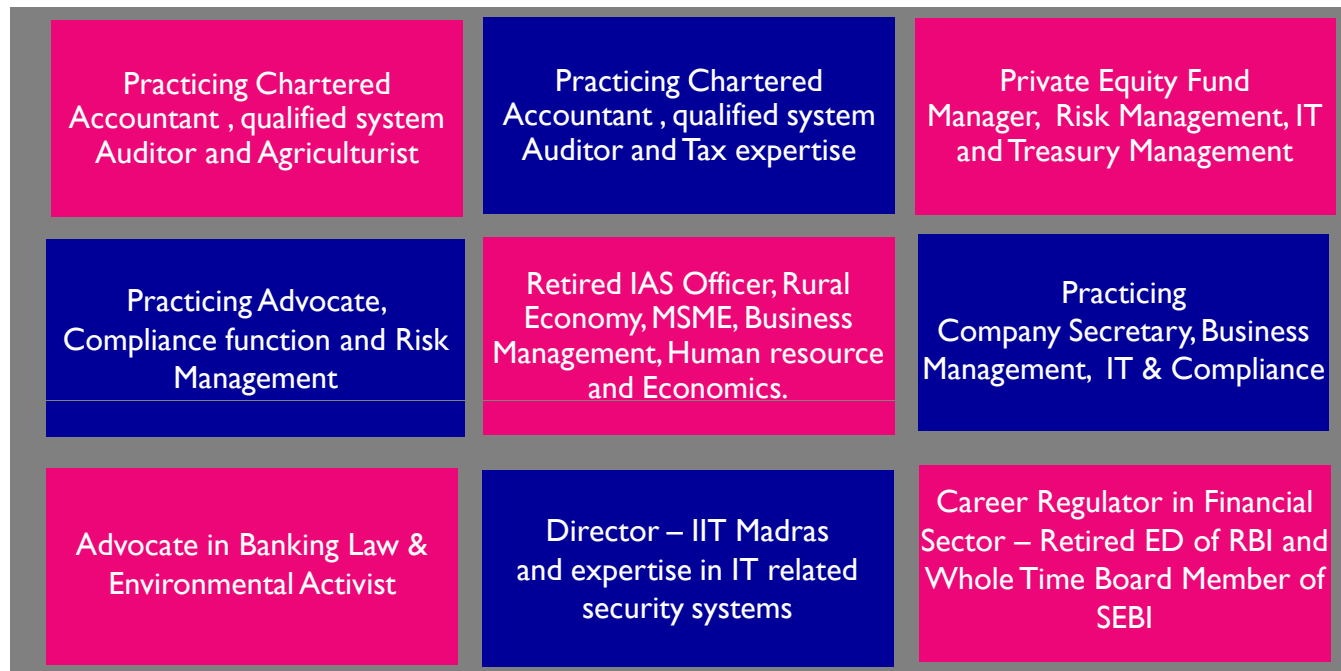 Practicing Chartered
Accountant , qualified system
Auditor and Agriculturist
Practicing Chartered
Accountant , qualified system
Auditor and Tax expertise
Private Equity Fund
Manager, Risk Management, IT
and Treasury Management
Practicing Advocate,
Compliance function and Risk
Management
Retired IAS Officer, Rural
Economy, MSME, Business
Management, Human resource
and Economics.
Practicing
Company Secretary, Business
Management, IT & Compliance
Advocate in Banking Law &
Environmental Activist
Director – IIT Madras
and expertise in IT related
security systems
Career Regulator in Financial
Sector – Retired ED of RBI and
Whole Time Board Member of
SEBI